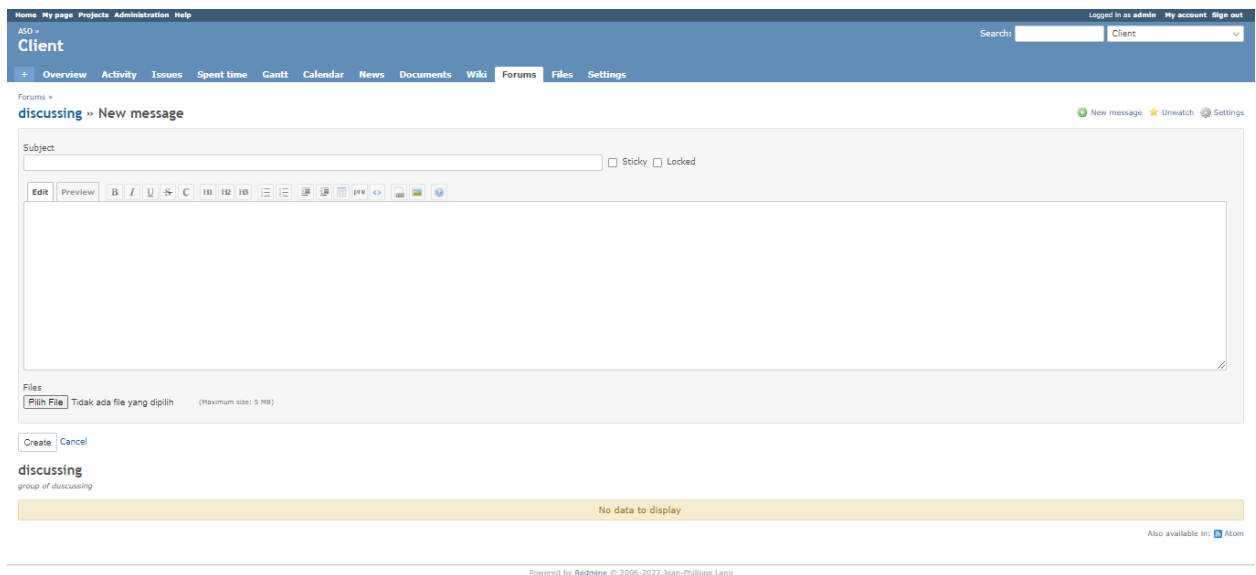 Home My page Projects Administration Help Logged in as admin My account Sign out
ASO »
Client
Search: Client
+ Overview Activity Issues Spent time Gantt Calendar News Documents Wiki Forums Files Settings
Forums »
discussing » New message
New message Unwatch Settings
Subject
Sticky Locked
Edit Preview B I U S C H1 H2 H3 pre <>
Files
Pilih File Tidak ada file yang dipilih (Maximum size: 5 MB)
Create Cancel
discussing
group of duscussing
No data to display
Also available in: Atom
Powered by Redmine © 2006-2022 Jean-Philippe Lang